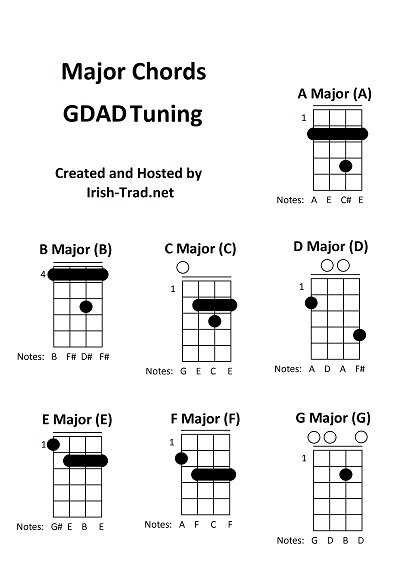 Major Chords
GDAD Tuning
Created and Hosted by
Irish-Trad.net
A Major (A)
1
Notes: A E C# E
B Major (B)
4
Notes: B F# D# F#
C Major (C)
1
Notes: G E C E
D Major (D)
1
Notes: A D A F#
E Major (E)
1
Notes: G# E B E
F Major (F)
1
Notes: A F C F
G Major (G)
1
Notes: G D B D